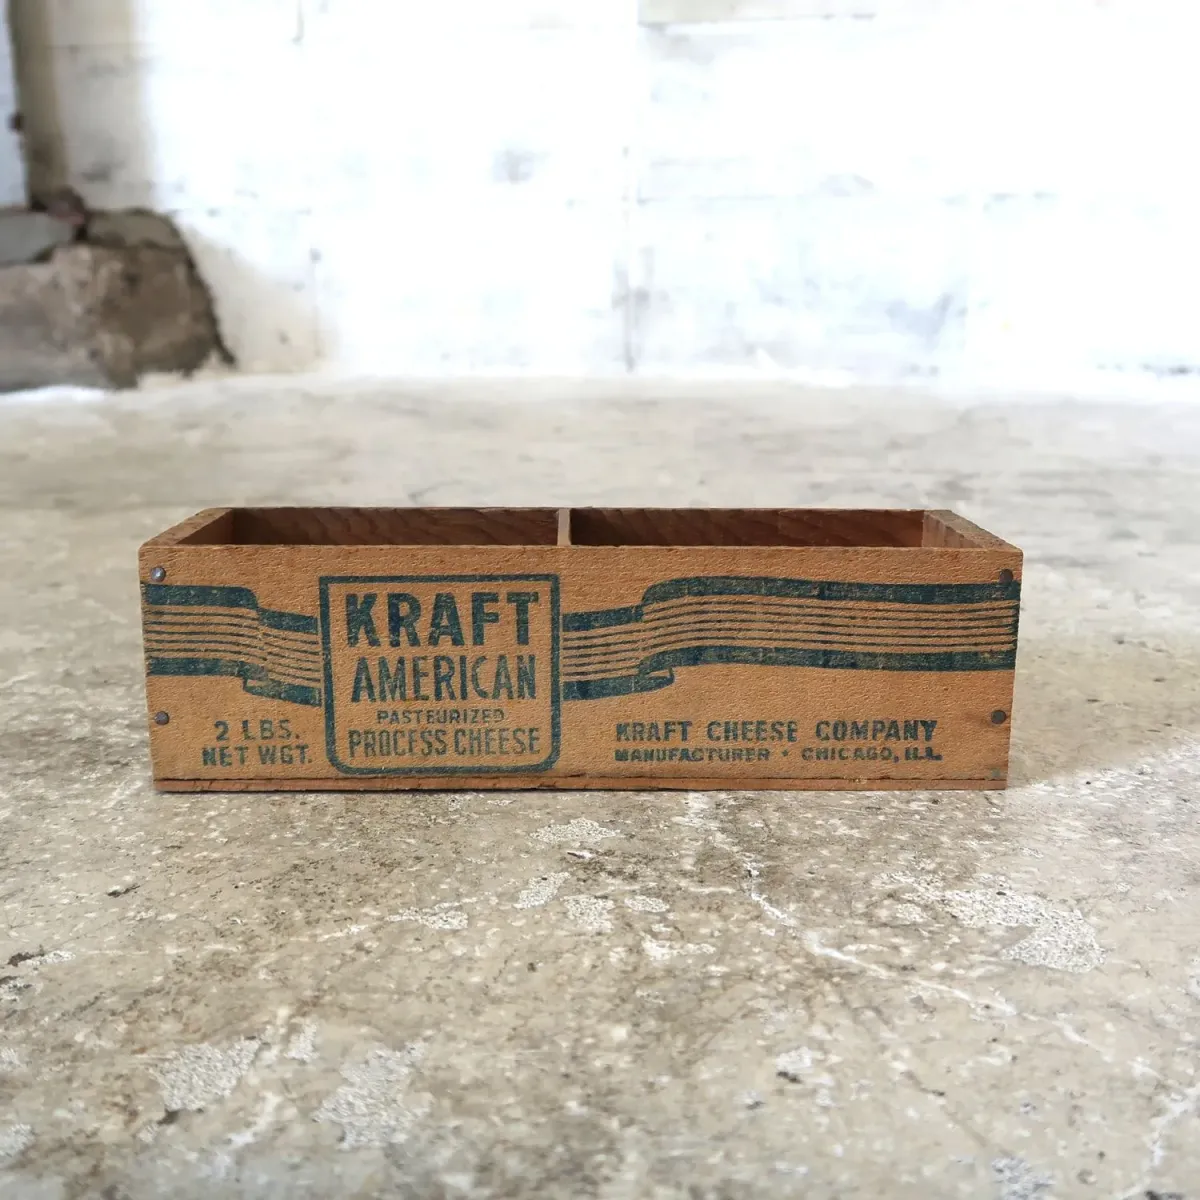 KRAFT
AMERICAN
PASTEURIZED
PROCESS CHEESE
2 LBS.
NET WGT.
KRAFT CHEESE COMPANY
MANUFACTURER • CHICAGO, ILL.